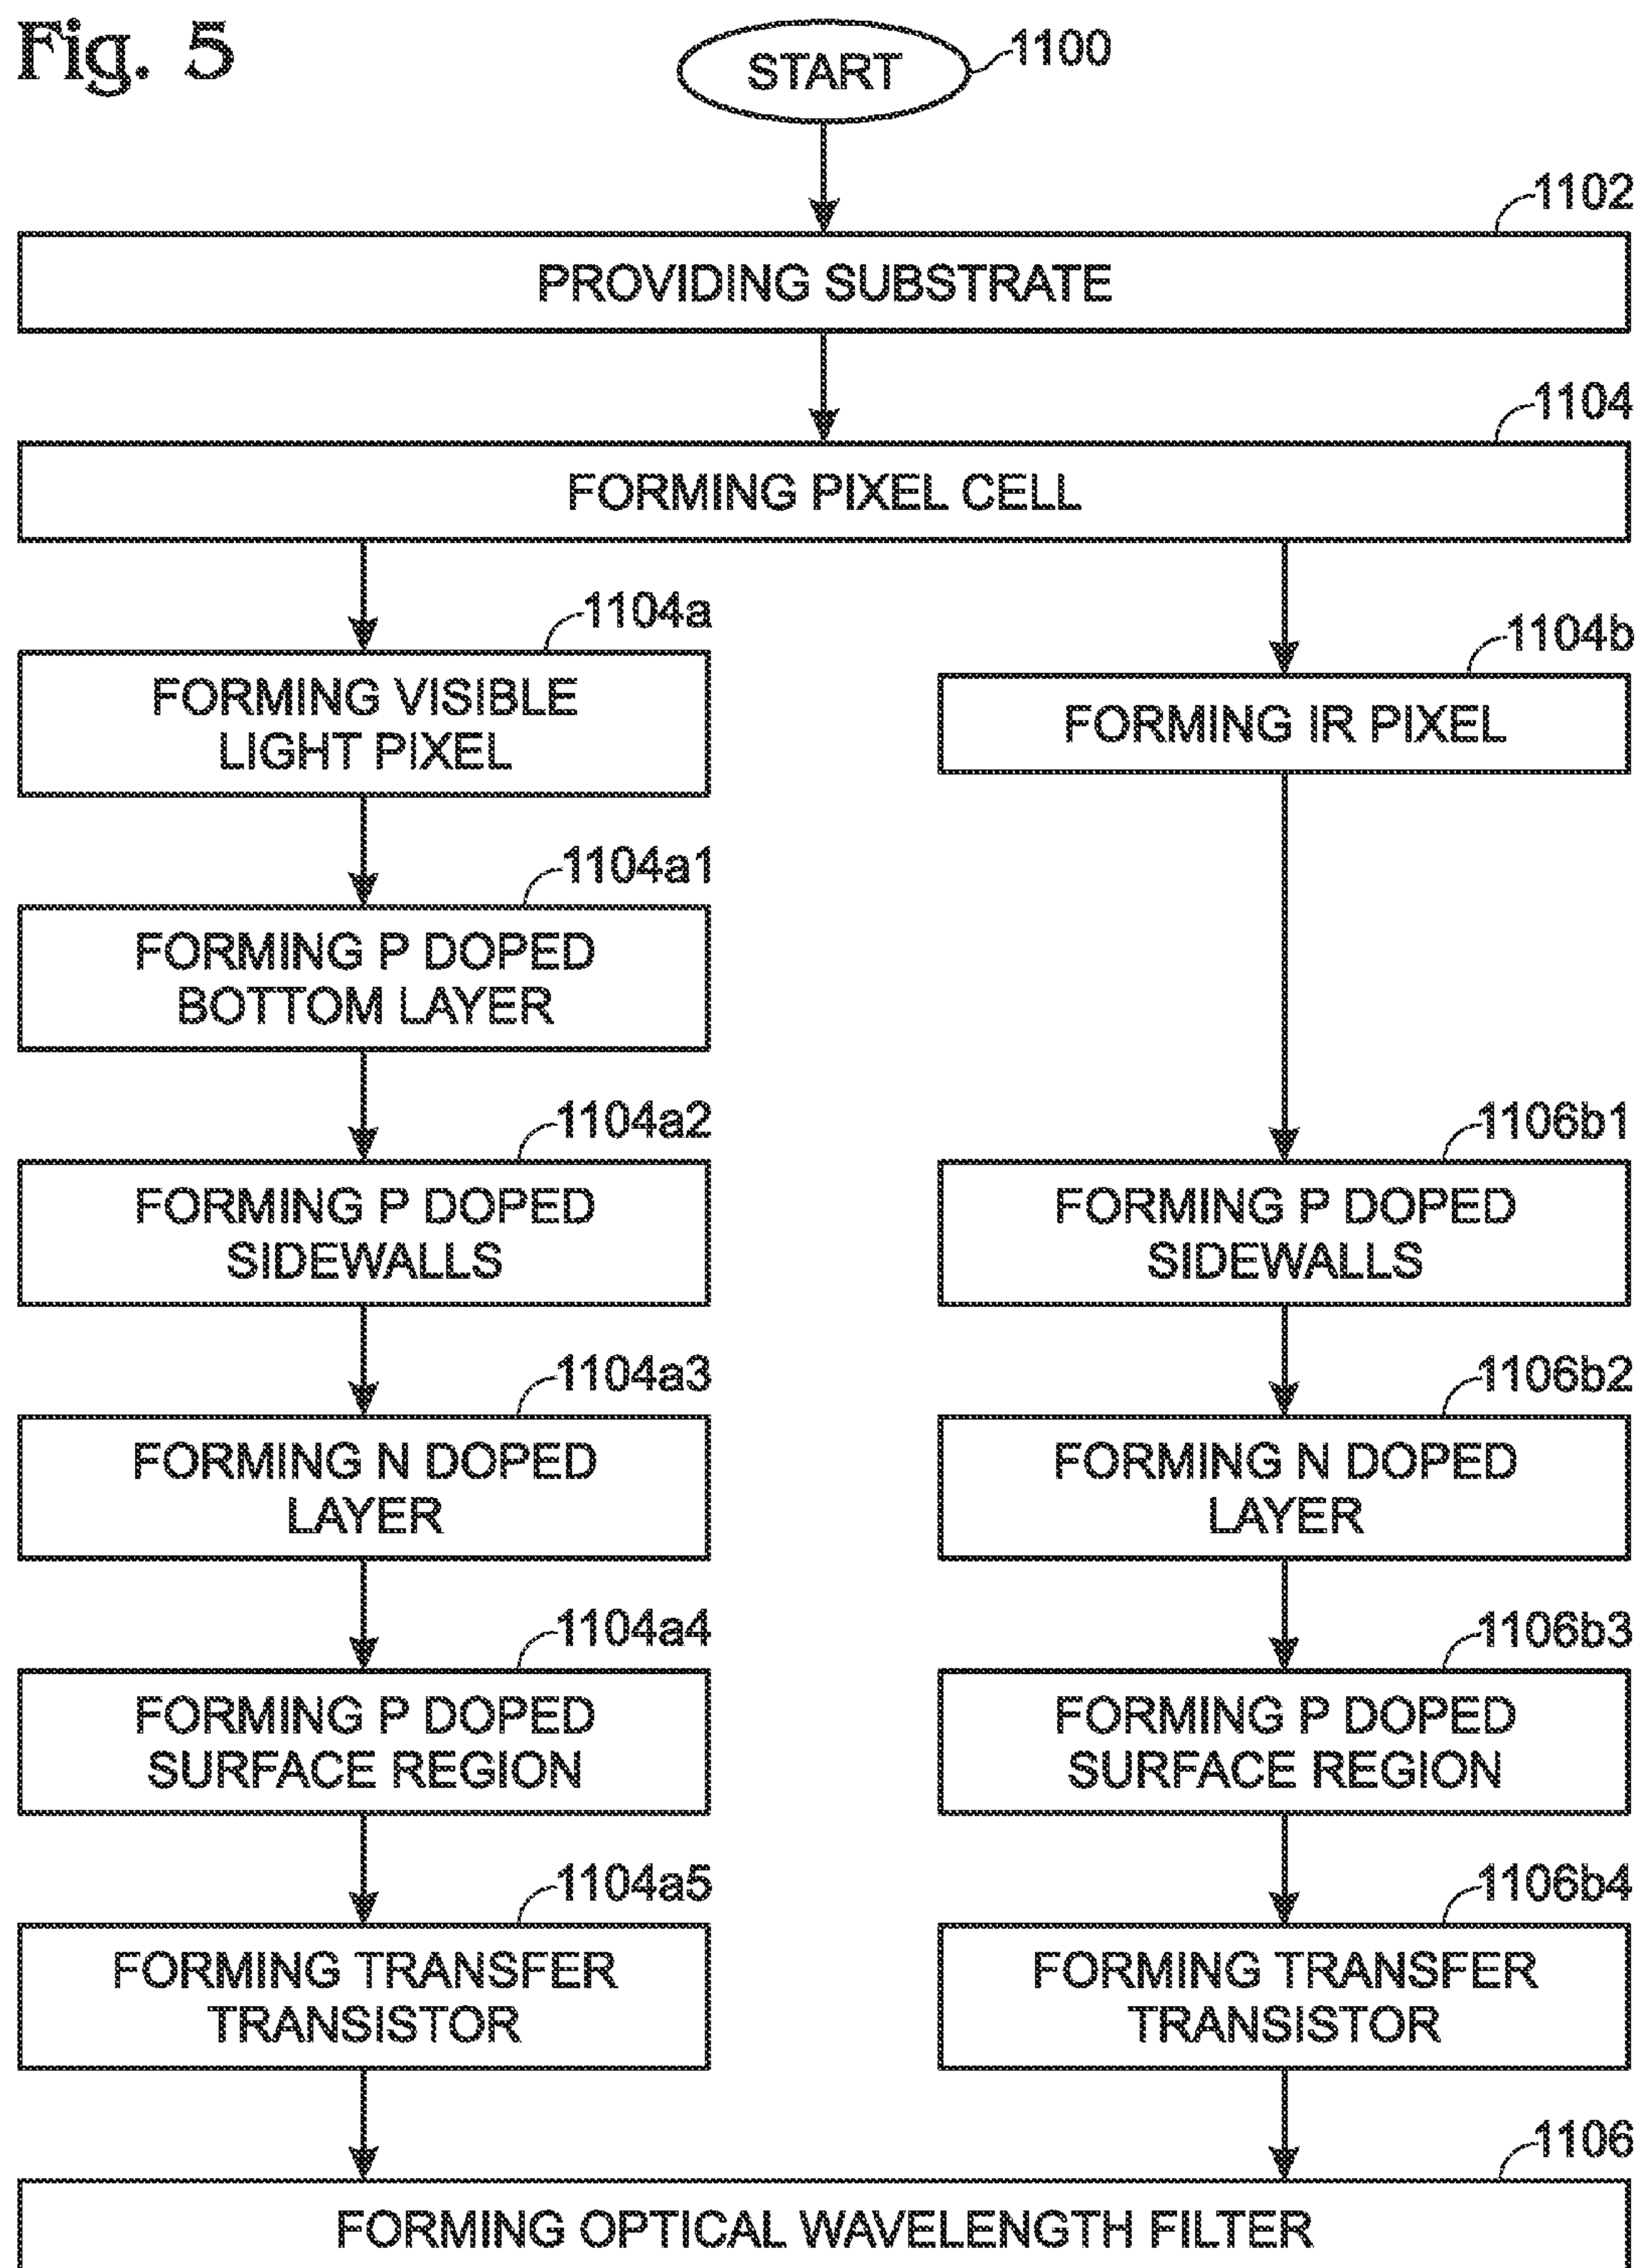 Fig. 5
START
1100
1102
PROVIDING SUBSTRATE
1104
FORMING PIXEL CELL
1104a
FORMING VISIBLE
LIGHT PIXEL
1104b
FORMING IR PIXEL
1104a1
FORMING P DOPED
BOTTOM LAYER
1104a2
FORMING P DOPED
SIDEWALLS
1106b1
FORMING P DOPED
SIDEWALLS
1104a3
FORMING N DOPED
LAYER
1106b2
FORMING N DOPED
LAYER
1104a4
FORMING P DOPED
SURFACE REGION
1106b3
FORMING P DOPED
SURFACE REGION
1104a5
FORMING TRANSFER
TRANSISTOR
1106b4
FORMING TRANSFER
TRANSISTOR
1106
FORMING OPTICAL WAVELENGTH FILTER